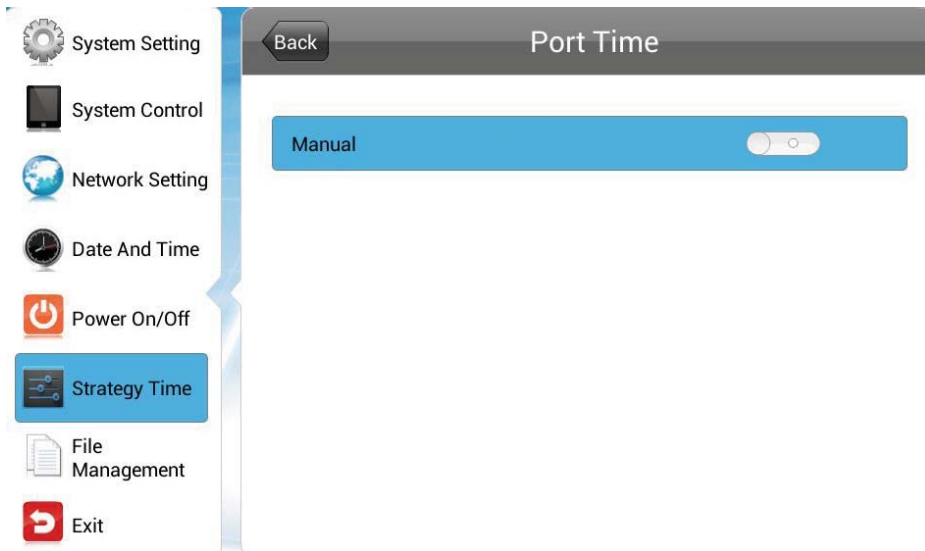 System Setting
System Control
Network Setting
Date And Time
Power On/Off
Strategy Time
File
Management
Exit
Back
Port Time
Manual